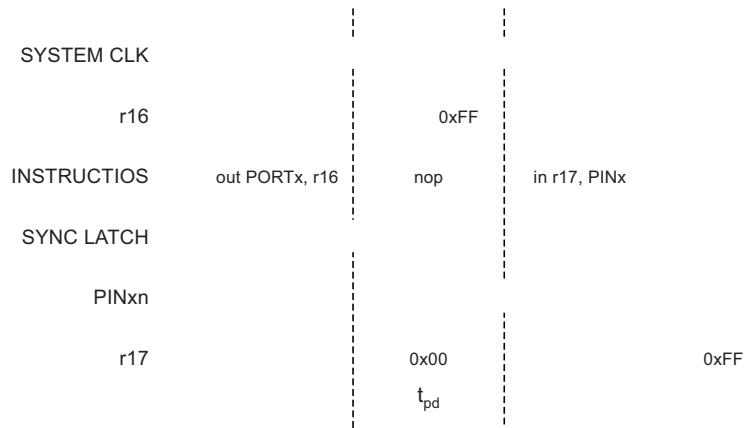 SYSTEM CLK
r16 0xFF
INSTRUCTIOS out PORTx, r16 nop in r17, PINx
SYNC LATCH
PINxn
r17 0x00 0xFF
tpd